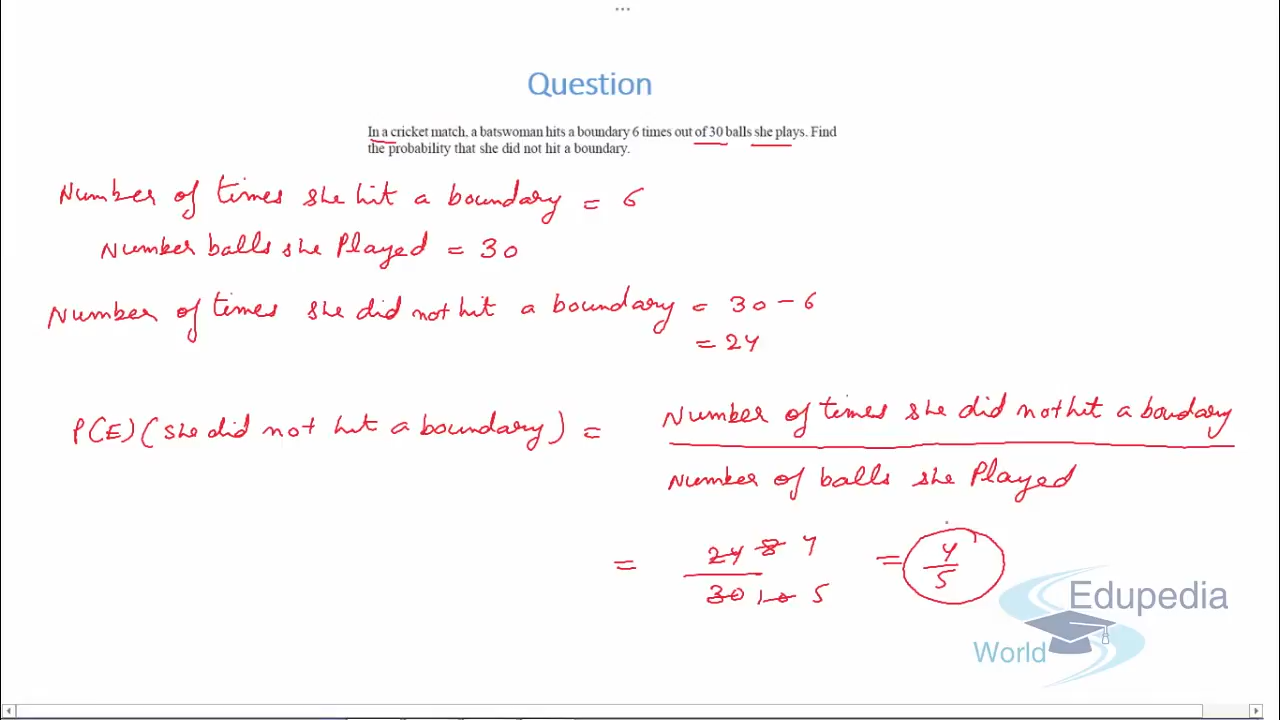 ...
Question
In a cricket match, a batswoman hits a boundary 6 times out of 30 balls she plays. Find
the probability that she did not hit a boundary.
Number of times she hit a boundary = 6
Number balls she Played = 30
Number of times she did not hit a boundary = 30 - 6
= 24
P(E) (she did not hit a boundary) = Number of times she did not hit a boundary
Number of balls she Played
= 24 8 4
30 10 5
= 4
5
Edupedia
World